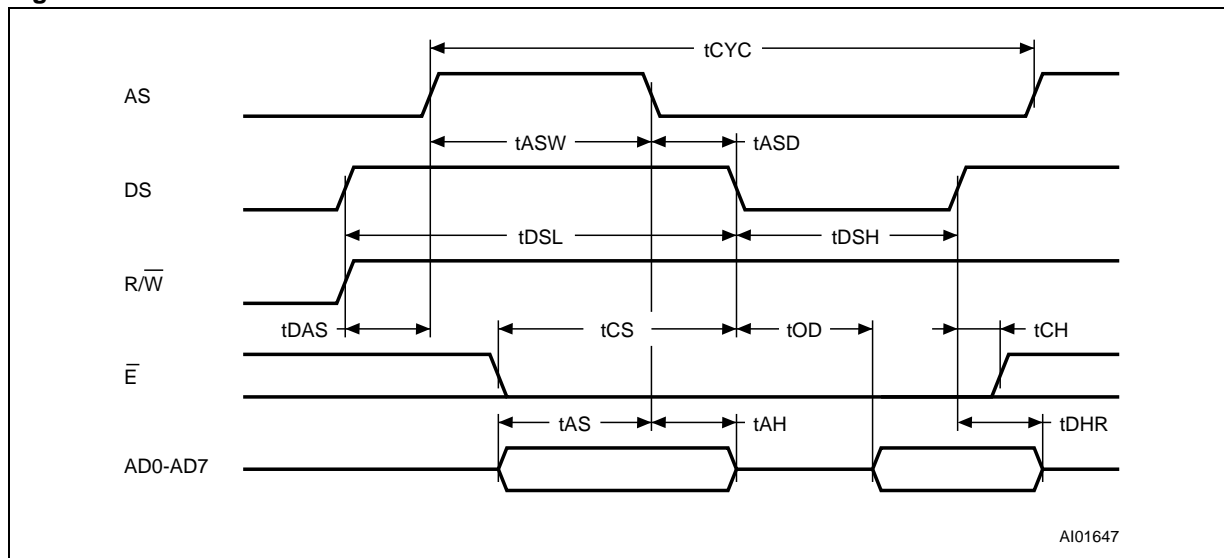 tCYC
AS
tASW
tASD
DS
tDSL
tDSH
R/W̅
tDAS
tCS
tOD
tCH
E̅
tAS
tAH
tDHR
AD0-AD7
AI01647